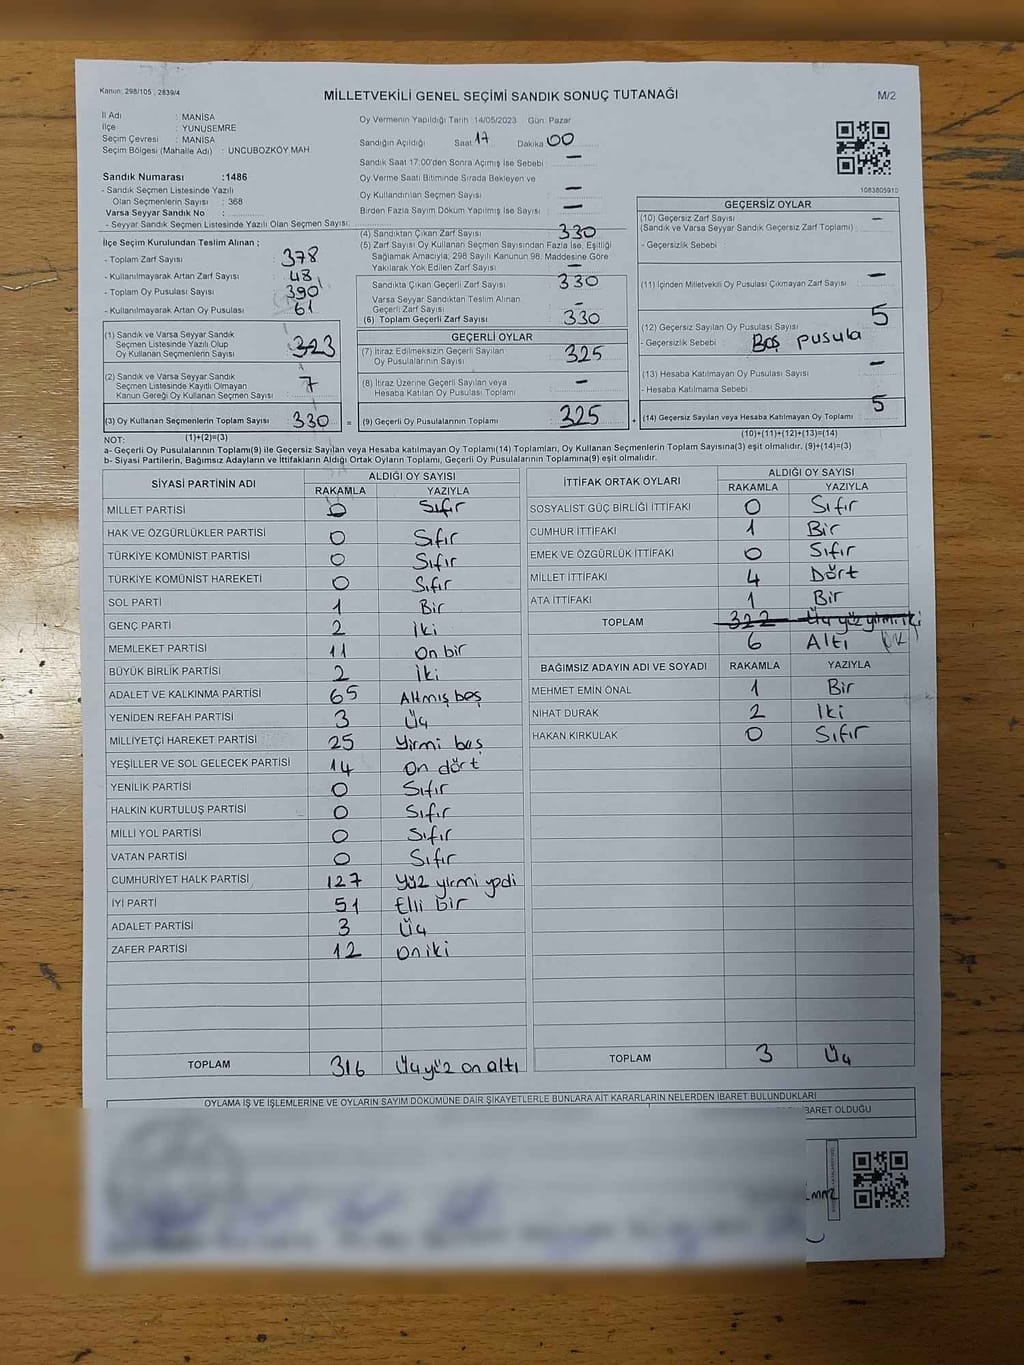 Kanun: 298/105 , 2839/4
MİLLETVEKİLİ GENEL SEÇİMİ SANDIK SONUÇ TUTANAĞI
M/2
İl Adı : MANİSA
İlçe : YUNUSEMRE
Seçim Çevresi : MANİSA
Seçim Bölgesi (Mahalle Adı) : UNCUBOZKÖY MAH
Sandık Numarası :1486
- Sandık Seçmen Listesinde Yazılı
Olan Seçmenlerin Sayısı : 368
Varsa Seyyar Sandık No :
- Seyyar Sandık Seçmen Listesinde Yazılı Olan Seçmen Sayısı:
Oy Vermenin Yapıldığı Tarih :14/05/2023 Gün: Pazar
Sandığın Açıldığı Saat 17 Dakika 00
Sandık Saat 17:00'den Sonra Açımış İse Sebebi : —
Oy Verme Saati Bitiminde Sırada Bekleyen ve
Oy Kullandırılan Seçmen Sayısı : —
Birden Fazla Sayım Döküm Yapılmış İse Sayısı : —
1083805910
İlçe Seçim Kurulundan Teslim Alınan ;
- Toplam Zarf Sayısı : 378
- Kullanılmayarak Artan Zarf Sayısı : 48
- Toplam Oy Pusulası Sayısı : 390
- Kullanılmayarak Artan Oy Pusulası : 61
(1) Sandık ve Varsa Seyyar Sandık
Seçmen Listesinde Yazılı Olup
Oy Kullanan Seçmenlerin Sayısı : 323
(2) Sandık ve Varsa Seyyar Sandık
Seçmen Listesinde Kayıtlı Olmayan
Kanun Gereği Oy Kullanan Seçmen Sayısı : 7
(3) Oy Kullanan Seçmenlerin Toplam Sayısı : 330
(4) Sandıktan Çıkan Zarf Sayısı : 330
(5) Zarf Sayısı Oy Kullanan Seçmen Sayısından Fazla İse, Eşitliği
Sağlamak Amacıyla, 298 Sayılı Kanunun 98. Maddesine Göre
Yakılarak Yok Edilen Zarf Sayısı : —
Sandıkta Çıkan Geçerli Zarf Sayısı : 330
Varsa Seyyar Sandıktan Teslim Alınan
Geçerli Zarf Sayısı : —
(6) Toplam Geçerli Zarf Sayısı : 330
GEÇERLİ OYLAR
(7) İtiraz Edilmeksizin Geçerli Sayılan
Oy Pusulalarının Sayısı : 325
(8) İtiraz Üzerine Geçerli Sayılan veya
Hesaba Katılan Oy Pusulası Toplamı : —
= (9) Geçerli Oy Pusulalarının Toplamı : 325
GEÇERSİZ OYLAR
(10) Geçersiz Zarf Sayısı —
(Sandık ve Varsa Seyyar Sandık Geçersiz Zarf Toplamı) :
- Geçersizlik Sebebi :
(11) İçinden Milletvekili Oy Pusulası Çıkmayan Zarf Sayısı : —
(12) Geçersiz Sayılan Oy Pusulası Sayısı : 5
- Geçersizlik Sebebi : Boş pusula
(13) Hesaba Katılmayan Oy Pusulası Sayısı : —
- Hesaba Katılmama Sebebi :
+ (14) Geçersiz Sayılan veya Hesaba Katılmayan Oy Toplamı : 5
NOT: (1)+(2)=(3) (10)+(11)+(12)+(13)=(14)
a- Geçerli Oy Pusulalarının Toplamı(9) ile Geçersiz Sayılan veya Hesaba katılmayan Oy Toplamı(14) Toplamları, Oy Kullanan Seçmenlerin Toplam Sayısına(3) eşit olmalıdır. (9)+(14)=(3)
b- Siyasi Partilerin, Bağımsız Adayların ve İttifakların Aldığı Ortak Oyların Toplamı, Geçerli Oy Pusulalarının Toplamına(9) eşit olmalıdır.
SİYASİ PARTİNİN ADI ALDIĞI OY SAYISI
RAKAMLA YAZIYLA
MİLLET PARTİSİ 0 Sıfır
HAK VE ÖZGÜRLÜKLER PARTİSİ 0 Sıfır
TÜRKİYE KOMÜNİST PARTİSİ 0 Sıfır
TÜRKİYE KOMÜNİST HAREKETİ 0 Sıfır
SOL PARTİ 1 Bir
GENÇ PARTİ 2 İki
MEMLEKET PARTİSİ 11 On bir
BÜYÜK BİRLİK PARTİSİ 2 İki
ADALET VE KALKINMA PARTİSİ 65 Altmış beş
YENİDEN REFAH PARTİSİ 3 Üç
MİLLİYETÇİ HAREKET PARTİSİ 25 Yirmi beş
YEŞİLLER VE SOL GELECEK PARTİSİ 14 On dört
YENİLİK PARTİSİ 0 Sıfır
HALKIN KURTULUŞ PARTİSİ 0 Sıfır
MİLLİ YOL PARTİSİ 0 Sıfır
VATAN PARTİSİ 0 Sıfır
CUMHURİYET HALK PARTİSİ 127 Yüz yirmi yedi
İYİ PARTİ 51 Elli bir
ADALET PARTİSİ 3 Üç
ZAFER PARTİSİ 12 On iki
TOPLAM 316 Üçyüz on altı
İTTİFAK ORTAK OYLARI ALDIĞI OY SAYISI
RAKAMLA YAZIYLA
SOSYALİST GÜÇ BİRLİĞİ İTTİFAKI 0 Sıfır
CUMHUR İTTİFAKI 1 Bir
EMEK VE ÖZGÜRLÜK İTTİFAKI 0 Sıfır
MİLLET İTTİFAKI 4 Dört
ATA İTTİFAKI 1 Bir
TOPLAM 322 Üç yüz yirmi iki
6 Altı
BAĞIMSIZ ADAYIN ADI VE SOYADI RAKAMLA YAZIYLA
MEHMET EMİN ÖNAL 1 Bir
NİHAT DURAK 2 İki
HAKAN KIRKULAK 0 Sıfır
TOPLAM 3 Üç
OYLAMA İŞ VE İŞLEMLERİNE VE OYLARIN SAYIM DÖKÜMÜNE DAİR ŞİKAYETLERLE BUNLARA AİT KARARLARIN NELERDEN İBARET BULUNDUKLARI
İBARET OLDUĞU